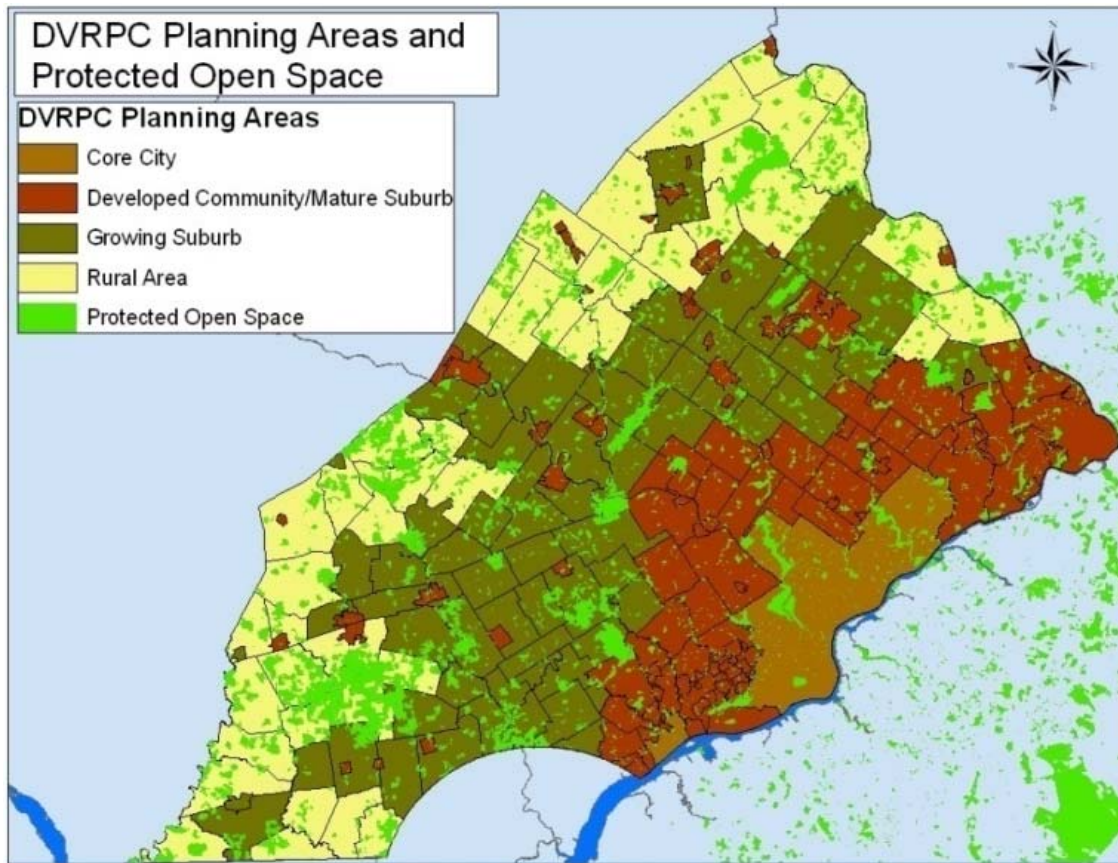 DVRPC Planning Areas and
Protected Open Space
DVRPC Planning Areas
Core City
Developed Community/Mature Suburb
Growing Suburb
Rural Area
Protected Open Space
N
W
E